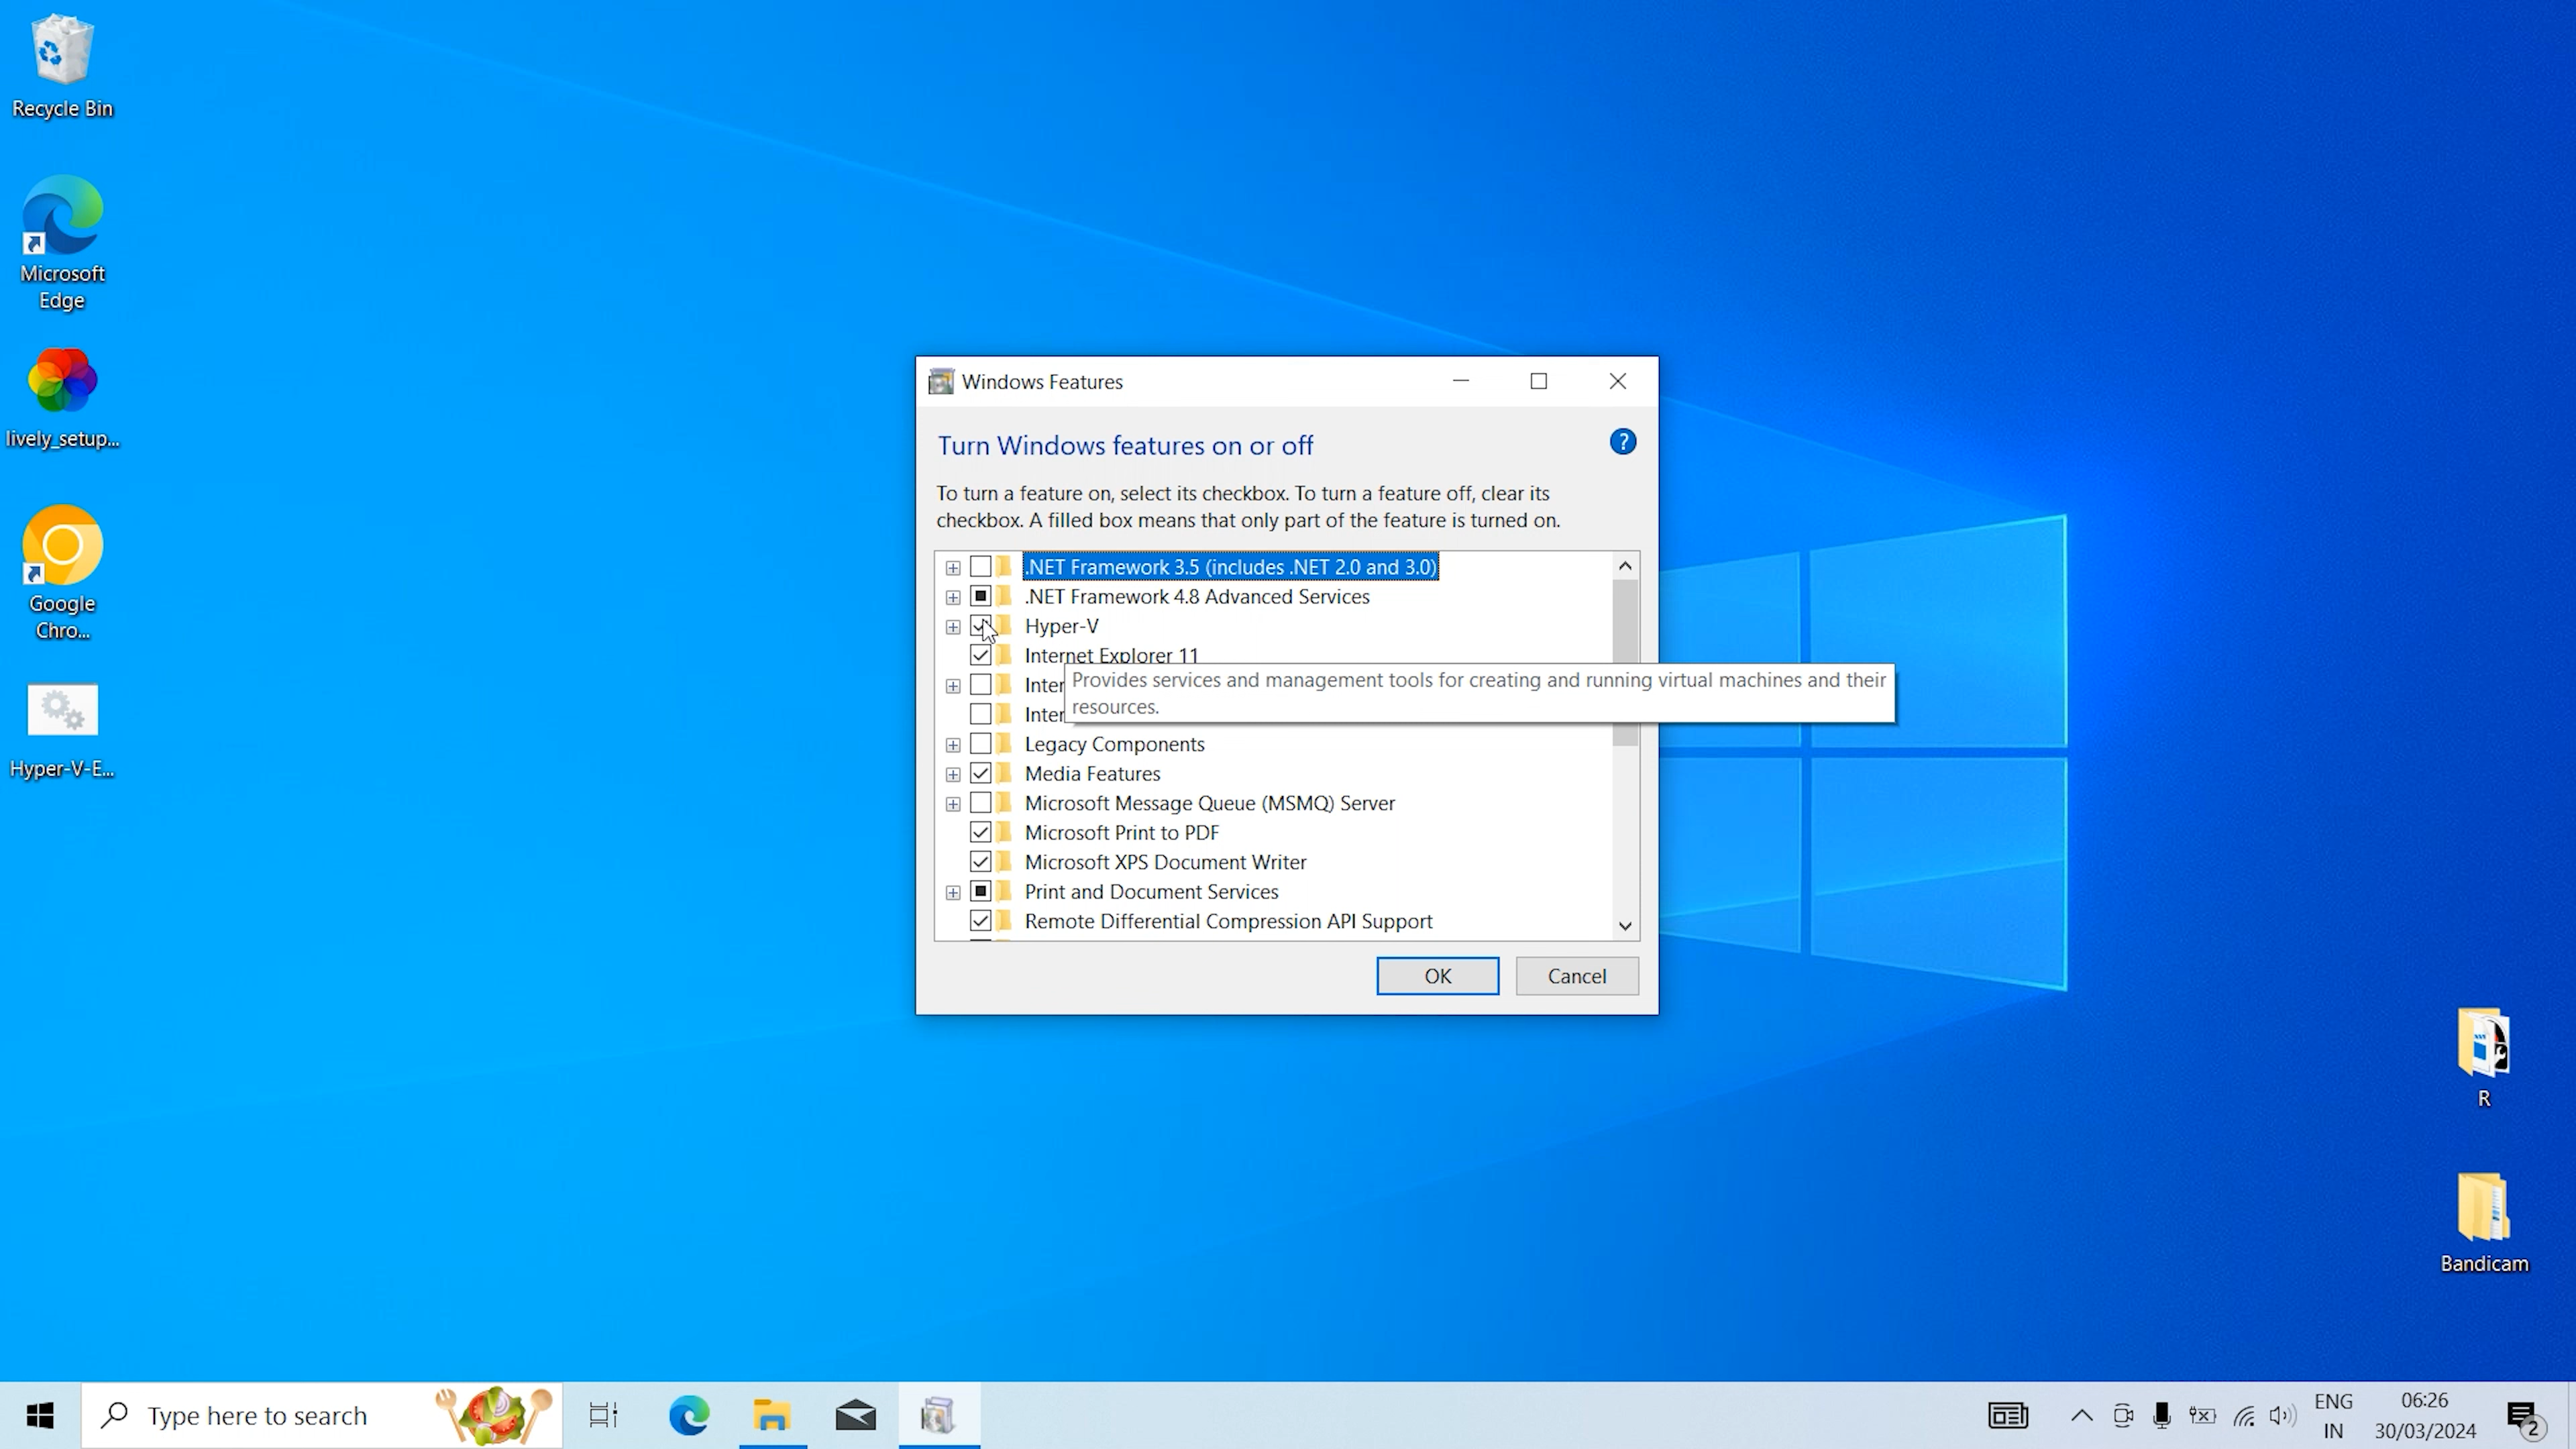 Recycle Bin
Microsoft
Edge
lively_setup...
Google
Chro...
Hyper-V-E...
Windows Features
Turn Windows features on or off
?
To turn a feature on, select its checkbox. To turn a feature off, clear its
checkbox. A filled box means that only part of the feature is turned on.
.NET Framework 3.5 (includes .NET 2.0 and 3.0)
.NET Framework 4.8 Advanced Services
Hyper-V
Internet Explorer 11
Inter
Provides services and management tools for creating and running virtual machines and their
resources.
Inter
Legacy Components
Media Features
Microsoft Message Queue (MSMQ) Server
Microsoft Print to PDF
Microsoft XPS Document Writer
Print and Document Services
Remote Differential Compression API Support
OK
Cancel
R
Bandicam
Type here to search
ENG
IN
06:26
30/03/2024
2